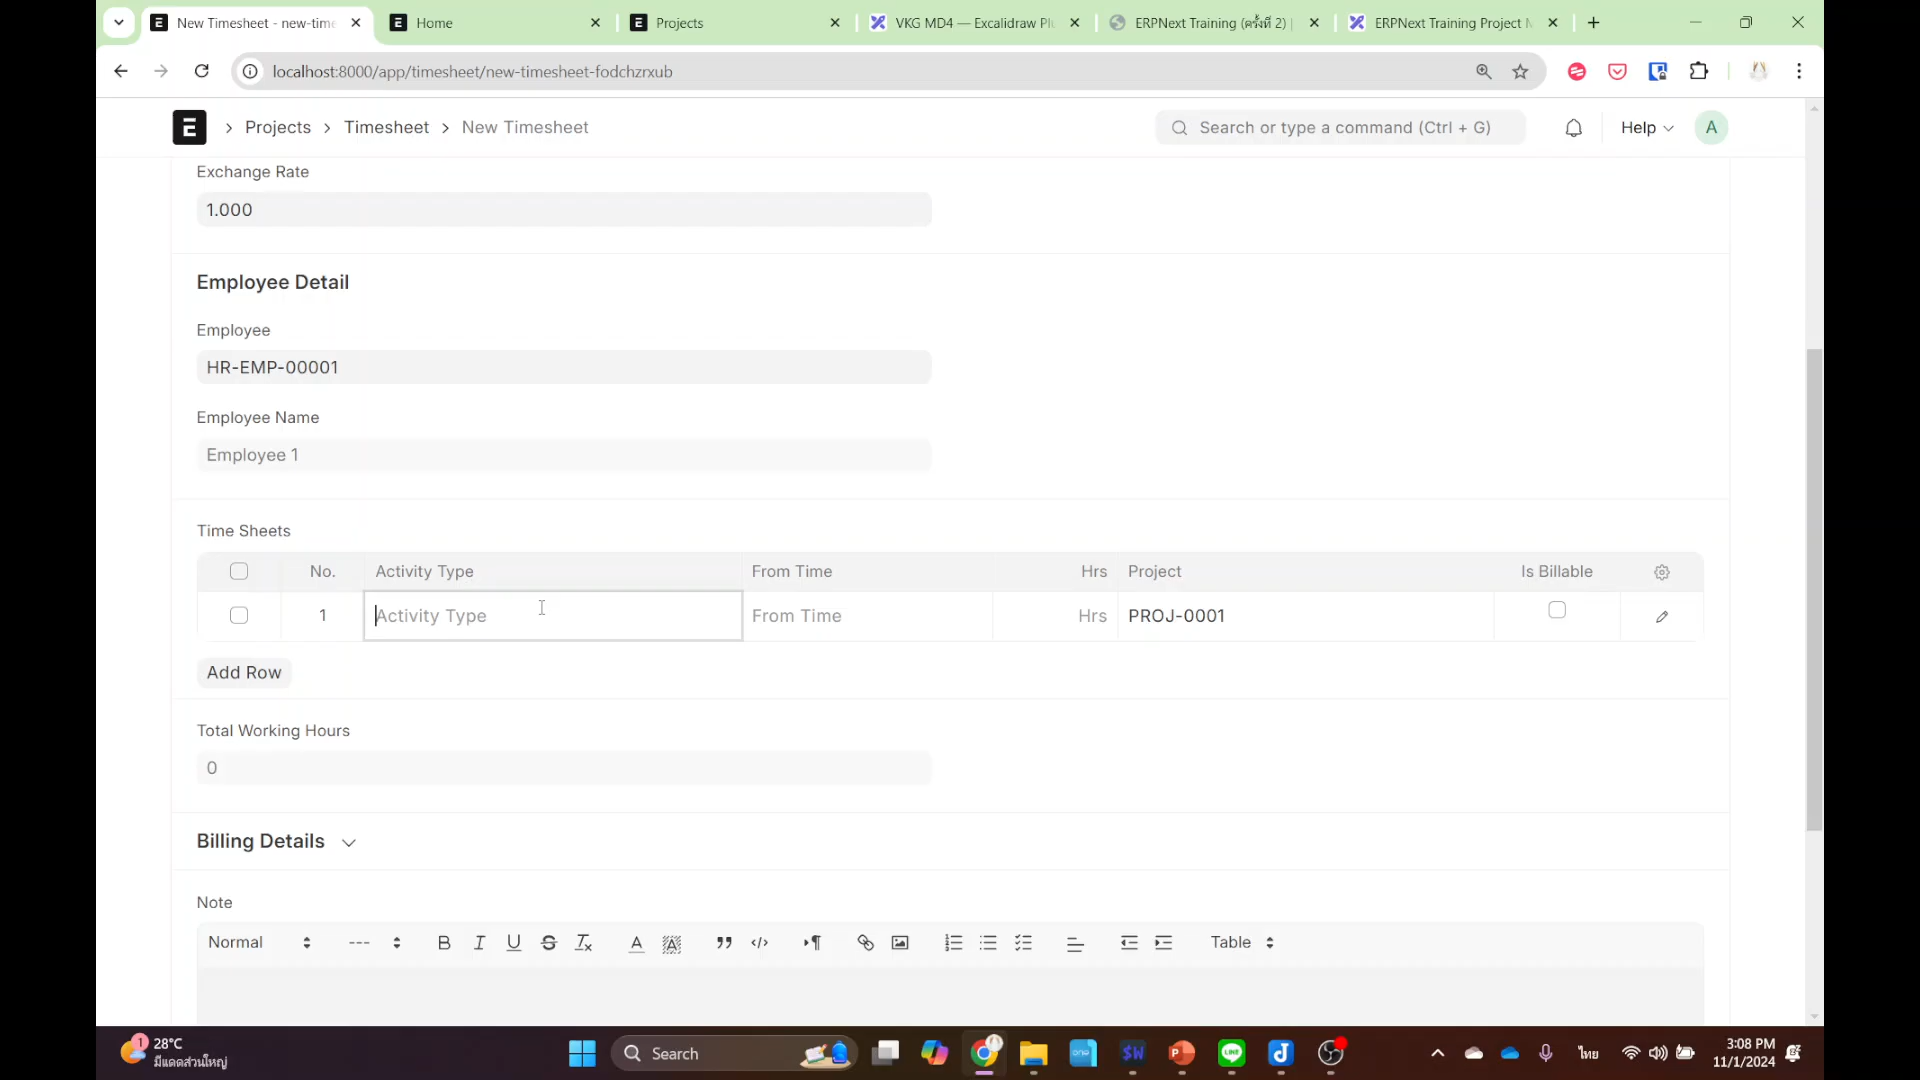 New Timesheet - new-time
Home
Projects
VKG MD4 — Excalidraw Pl
ERPNext Training (ครั้งที่ 2) |
ERPNext Training Project M
localhost:8000/app/timesheet/new-timesheet-fodchzrxub
E
Projects
Timesheet
New Timesheet
Search or type a command (Ctrl + G)
Help
A
Exchange Rate
1.000
Employee Detail
Employee
HR-EMP-00001
Employee Name
Employee 1
Time Sheets
No. Activity Type From Time Hrs Project Is Billable
1 Activity Type From Time Hrs PROJ-0001
Add Row
Total Working Hours
0
Billing Details
Note
Normal --- Table
1
28°C
มีแดดส่วนใหญ่
Search
ไทย
3:08 PM
11/1/2024